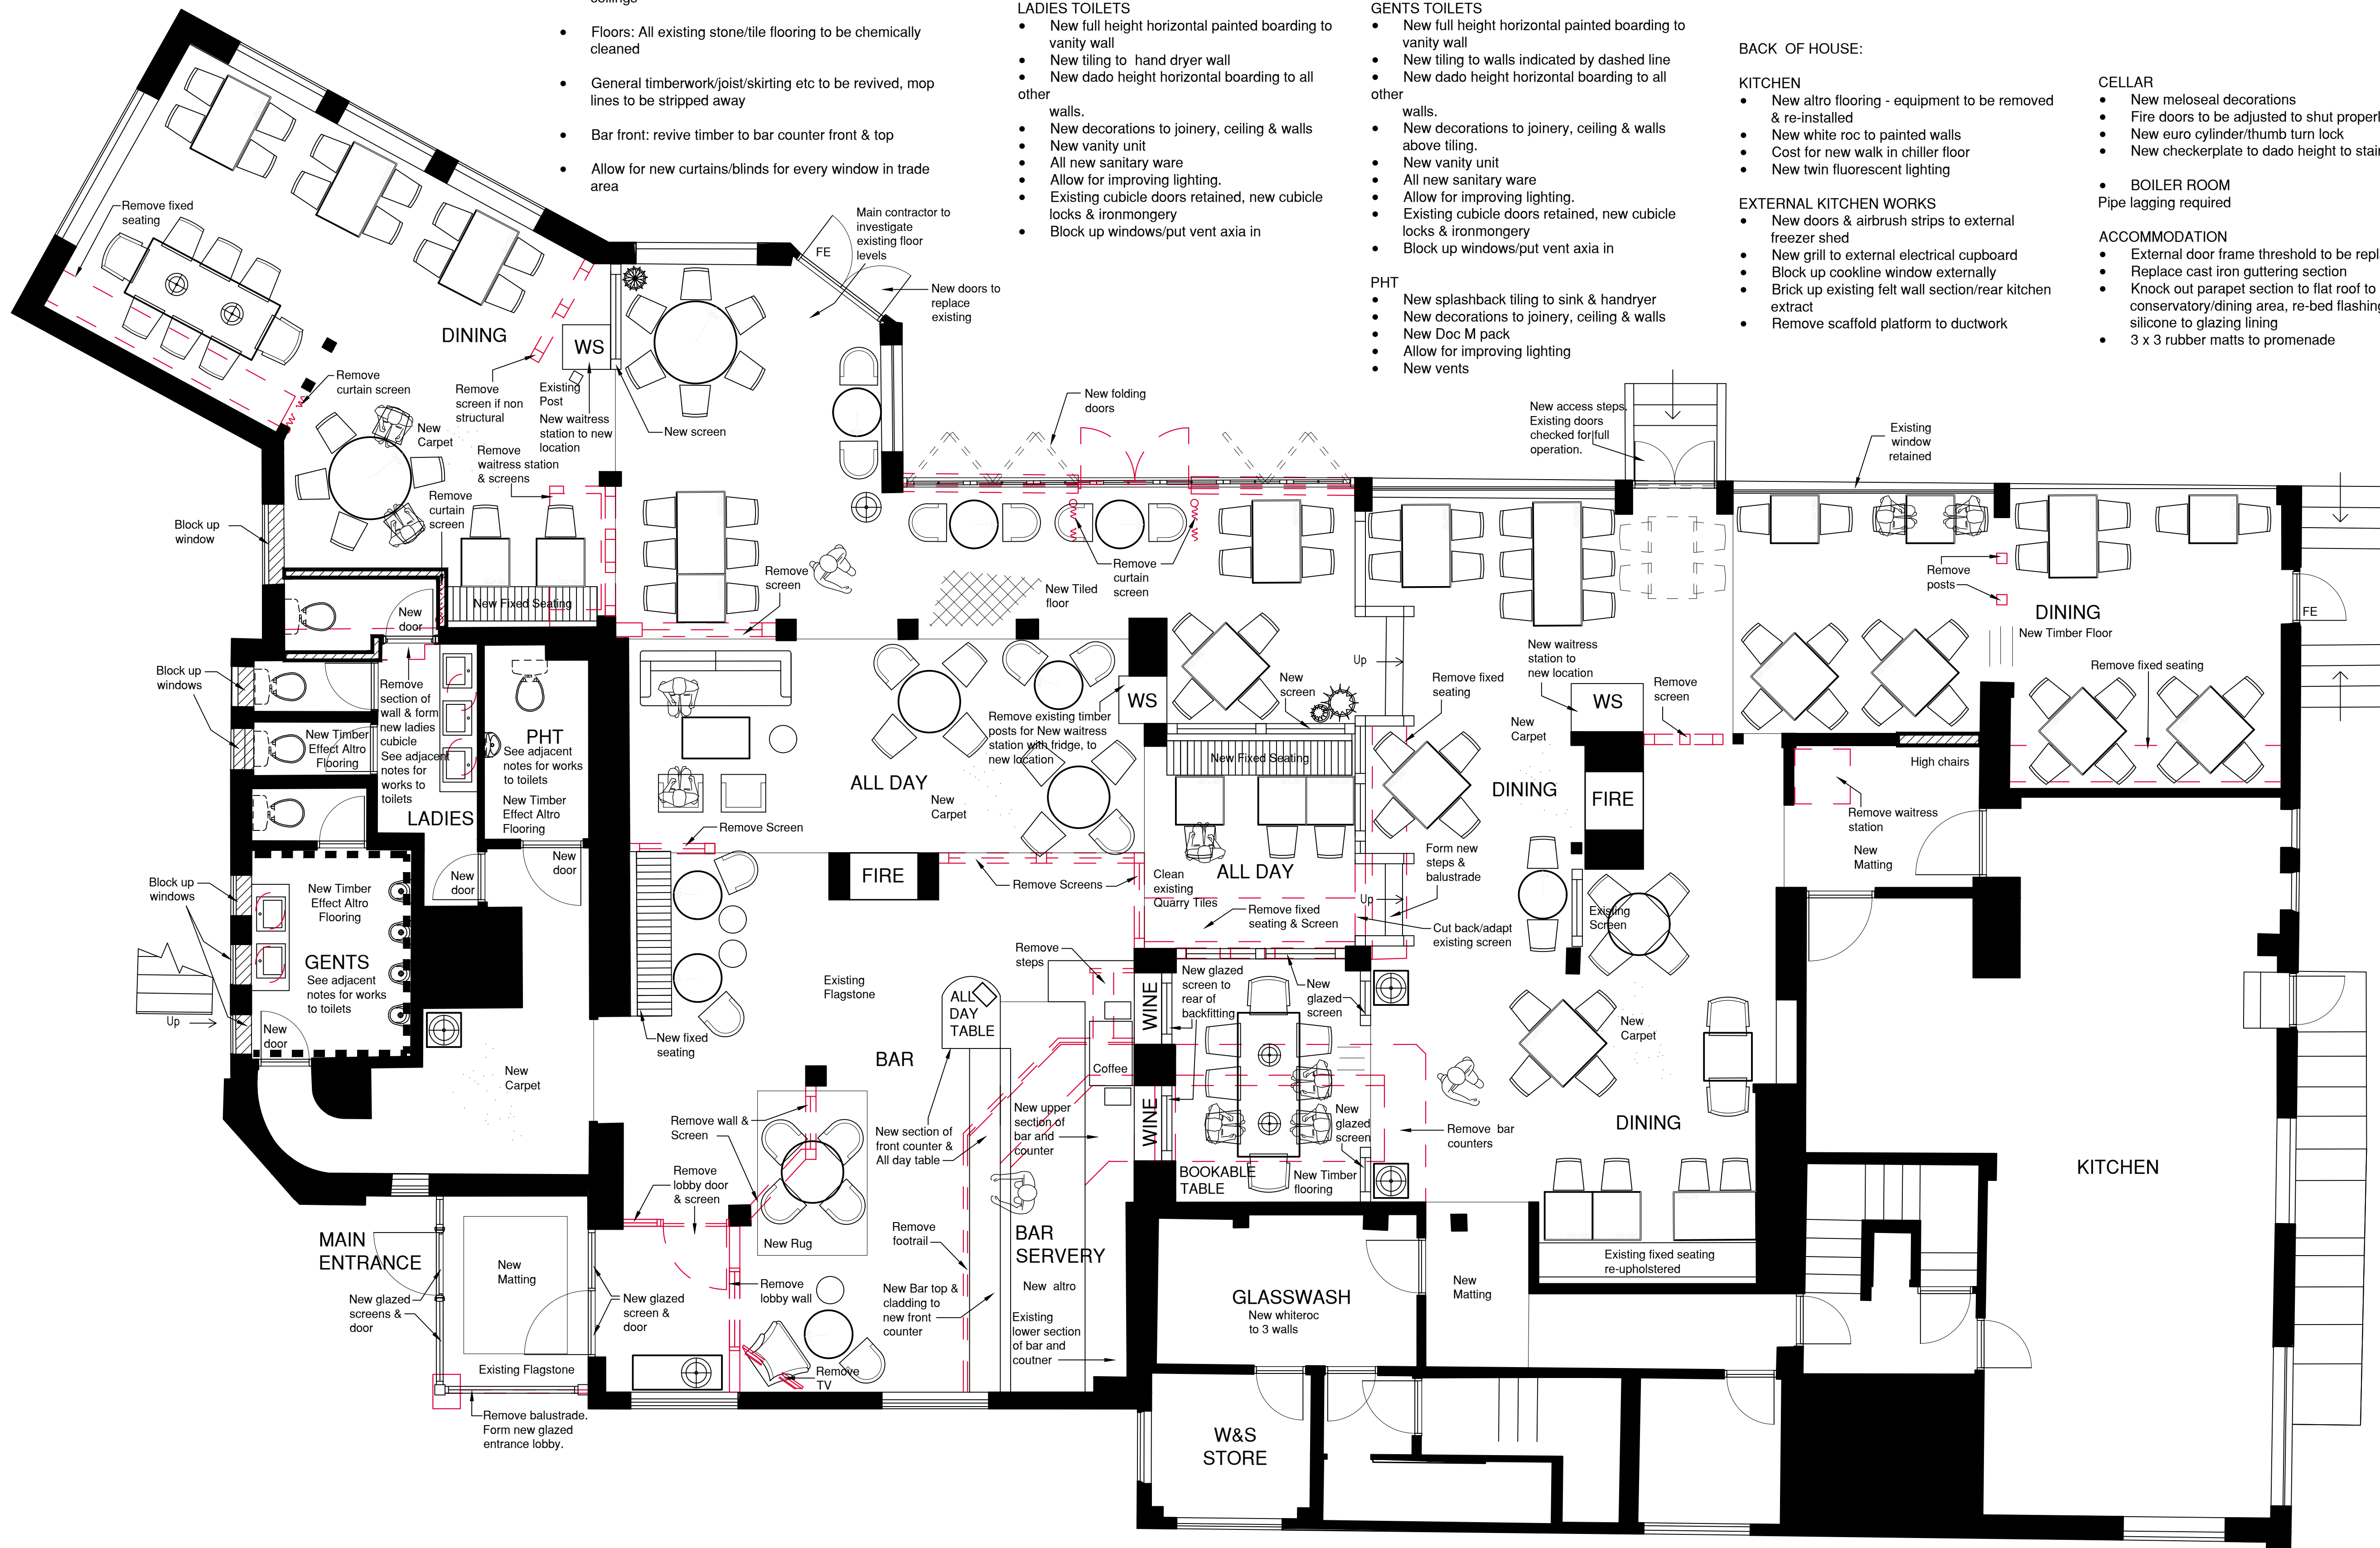 ceilings
• Floors: All existing stone/tile flooring to be chemically
cleaned
• General timberwork/joist/skirting etc to be revived, mop
lines to be stripped away
• Bar front: revive timber to bar counter front & top
• Allow for new curtains/blinds for every window in trade
area
LADIES TOILETS
• New full height horizontal painted boarding to
vanity wall
• New tiling to hand dryer wall
• New dado height horizontal boarding to all
other
walls.
• New decorations to joinery, ceiling & walls
• New vanity unit
• All new sanitary ware
• Allow for improving lighting.
• Existing cubicle doors retained, new cubicle
locks & ironmongery
• Block up windows/put vent axia in
GENTS TOILETS
• New full height horizontal painted boarding to
vanity wall
• New tiling to walls indicated by dashed line
• New dado height horizontal boarding to all
other
walls.
• New decorations to joinery, ceiling & walls
above tiling.
• New vanity unit
• All new sanitary ware
• Allow for improving lighting.
• Existing cubicle doors retained, new cubicle
locks & ironmongery
• Block up windows/put vent axia in
PHT
• New splashback tiling to sink & handryer
• New decorations to joinery, ceiling & walls
• New Doc M pack
• Allow for improving lighting
• New vents
BACK OF HOUSE:
KITCHEN
• New altro flooring - equipment to be removed
& re-installed
• New white roc to painted walls
• Cost for new walk in chiller floor
• New twin fluorescent lighting
EXTERNAL KITCHEN WORKS
• New doors & airbrush strips to external
freezer shed
• New grill to external electrical cupboard
• Block up cookline window externally
• Brick up existing felt wall section/rear kitchen
extract
• Remove scaffold platform to ductwork
CELLAR
• New meloseal decorations
• Fire doors to be adjusted to shut properl
• New euro cylinder/thumb turn lock
• New checkerplate to dado height to stair
• BOILER ROOM
Pipe lagging required
ACCOMMODATION
• External door frame threshold to be repl
• Replace cast iron guttering section
• Knock out parapet section to flat roof to
conservatory/dining area, re-bed flashing
silicone to glazing lining
• 3 x 3 rubber matts to promenade
Remove fixed
seating
DINING
WS
FE
Main contractor to
investigate
existing floor
levels
New doors to
replace
existing
Remove
curtain screen
Remove
screen if non
structural
Existing
Post
New waitress
station to new
location
New screen
New
Carpet
Remove
waitress station
& screens
Remove
curtain
screen
Block up
window
New Fixed Seating
New
door
Remove
screen
New folding
doors
New Tiled
floor
Remove
curtain
screen
New access steps.
Existing doors
checked for full
operation.
Existing
window
retained
Remove
posts
DINING
New Timber Floor
FE
Remove fixed seating
Block up
windows
New Timber
Effect Altro
Flooring
Remove
section of
wall & form
new ladies
cubicle
See adjacent
notes for
works to
toilets
LADIES
PHT
See adjacent
notes for works
to toilets
New Timber
Effect Altro
Flooring
New
door
New
door
ALL DAY
New
Carpet
Remove existing timber
posts for New waitress
station with fridge, to
new location
WS
New
screen
New Fixed Seating
Up
Remove fixed
seating
New waitress
station to
new location
WS
New
Carpet
Remove
screen
DINING
FIRE
High chairs
Remove waitress
station
New
Matting
Remove Screen
FIRE
Remove Screens
Clean
existing
Quarry Tiles
ALL DAY
Remove fixed
seating & Screen
Form new
steps &
balustrade
Up
Cut back/adapt
existing screen
Existing
Screen
Block up
windows
New Timber
Effect Altro
Flooring
GENTS
See adjacent
notes for works
to toilets
Up
New
door
New
Carpet
New fixed
seating
Existing
Flagstone
BAR
Remove
steps
ALL
DAY
TABLE
WINE
WINE
Coffee
New glazed
screen to
rear of
backfitting
New
glazed
screen
New
Carpet
New upper
section of
bar and
counter
New section of
front counter &
All day table
Remove wall &
Screen
Remove
lobby door
& screen
New
glazed
screen
Remove bar
counters
BOOKABLE
TABLE
New Timber
flooring
DINING
KITCHEN
New Rug
Remove
footrail
BAR
SERVERY
New altro
MAIN
ENTRANCE
New
Matting
New glazed
screens &
door
New glazed
screen &
door
Remove
lobby wall
New Bar top &
cladding to
new front
counter
Existing
lower section
of bar and
coutner
GLASSWASH
New whiteroc
to 3 walls
New
Matting
Existing fixed seating
re-upholstered
Existing Flagstone
Remove
TV
Remove balustrade.
Form new glazed
entrance lobby.
W&S
STORE